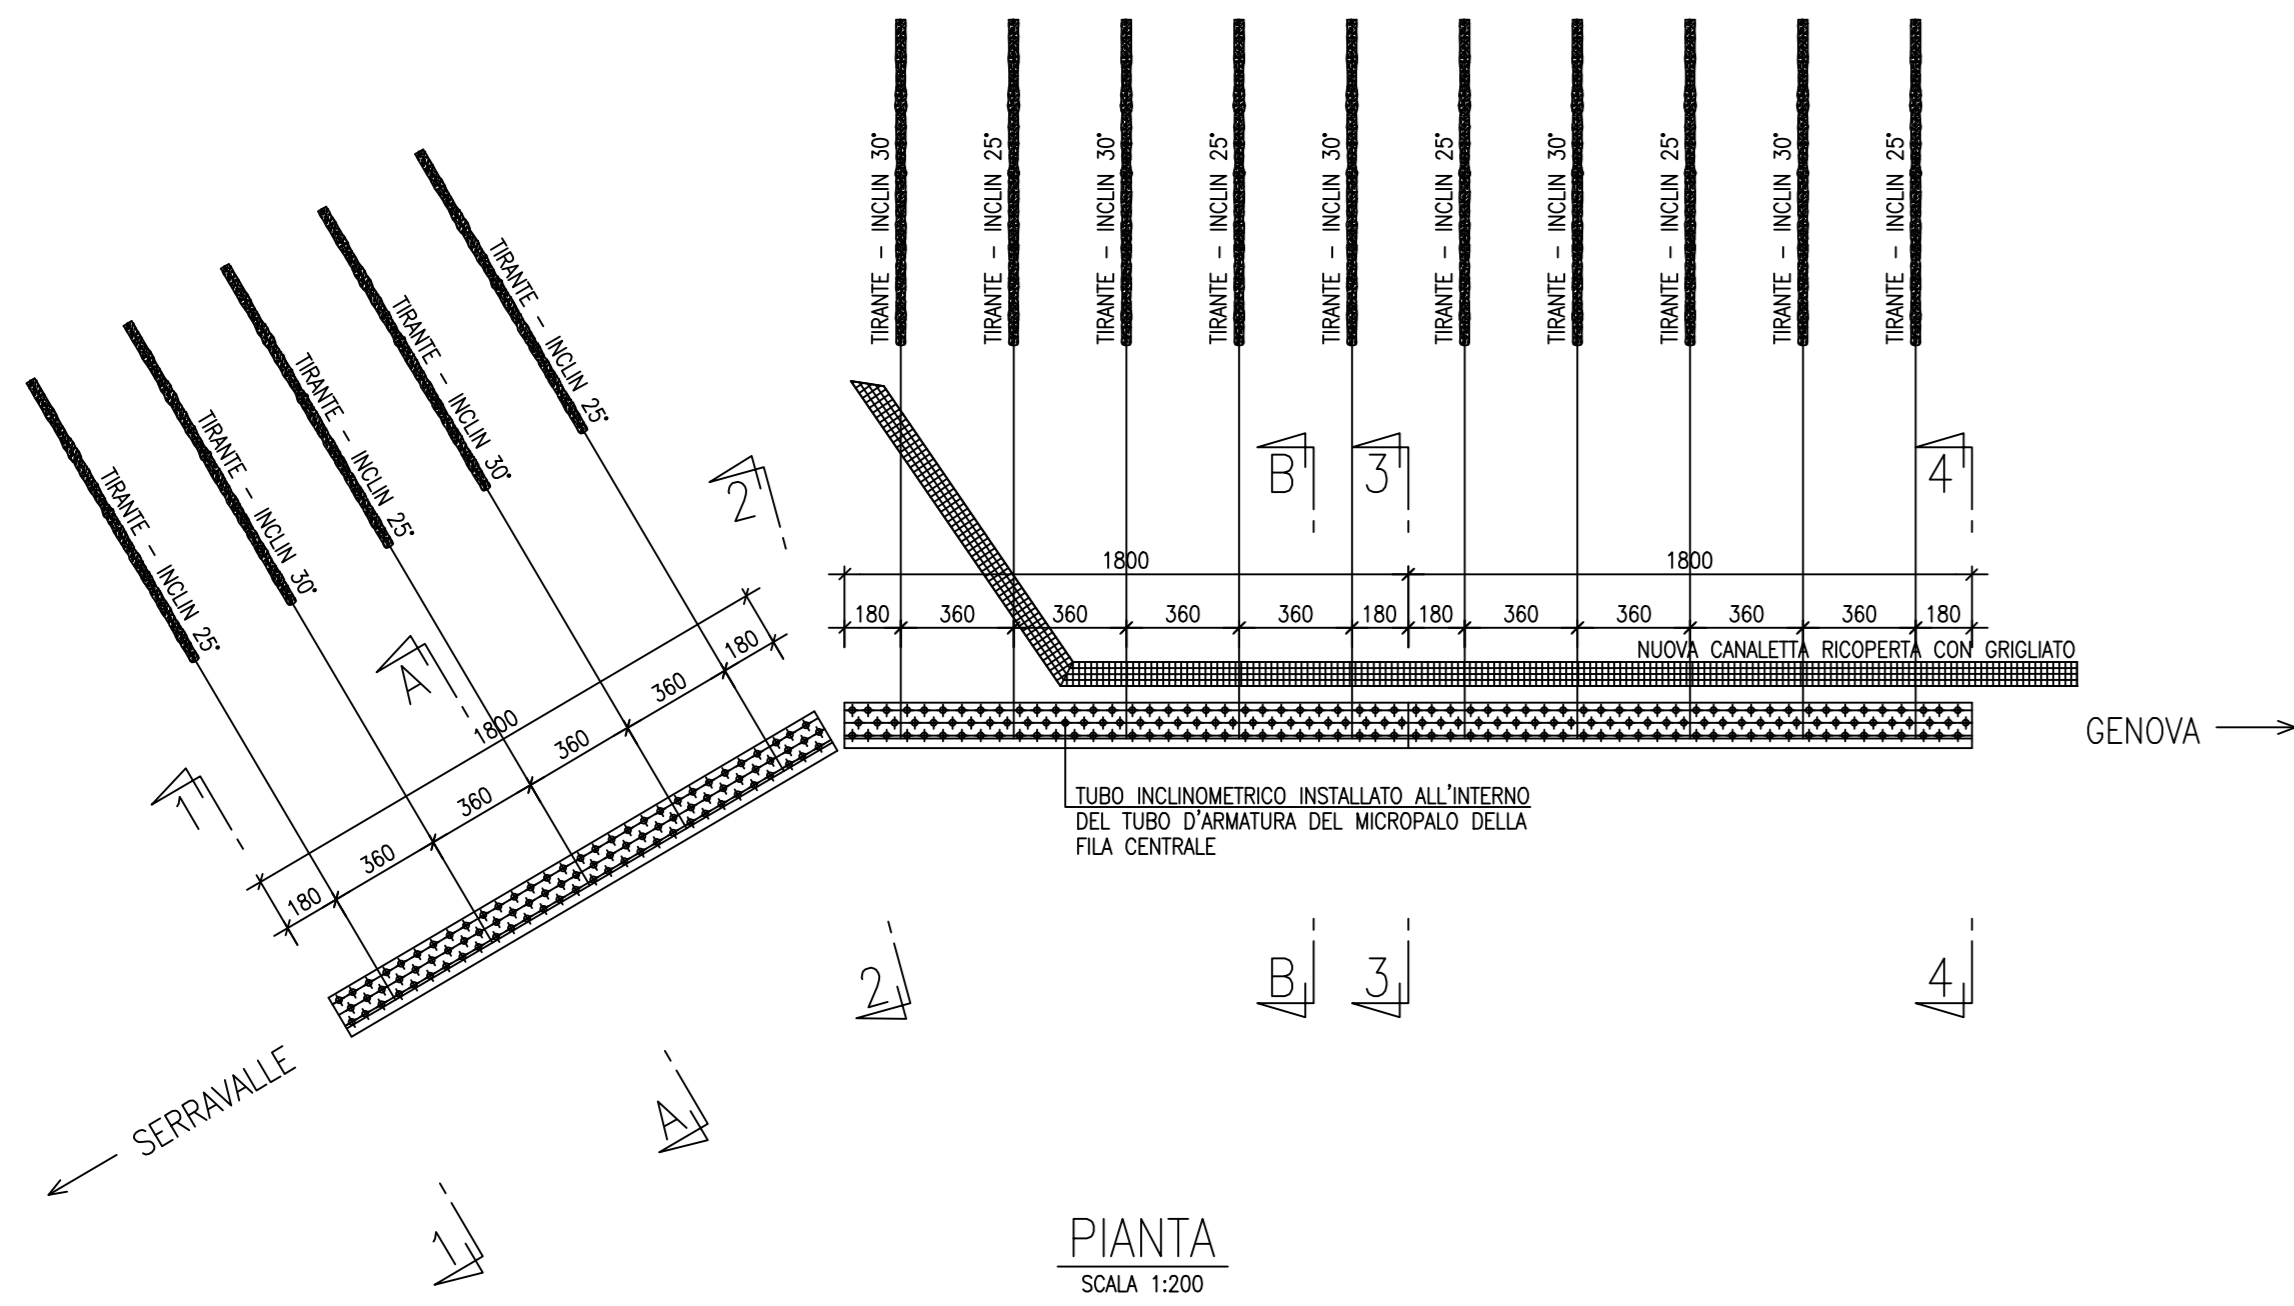 TIRANTE - INCLIN 25°
TIRANTE - INCLIN 30°
TIRANTE - INCLIN 25°
TIRANTE - INCLIN 30°
TIRANTE - INCLIN 25°
TIRANTE - INCLIN 30°
TIRANTE - INCLIN 25°
TIRANTE - INCLIN 30°
TIRANTE - INCLIN 25°
TIRANTE - INCLIN 30°
TIRANTE - INCLIN 25°
TIRANTE - INCLIN 30°
TIRANTE - INCLIN 25°
TIRANTE - INCLIN 30°
TIRANTE - INCLIN 25°
1
A
2
B
3
4
1800
180
360
360
360
360
180
1800
1800
180
360
360
360
360
180
180
360
360
360
360
180
NUOVA CANALETTA RICOPERTA CON GRIGLIATO
GENOVA
TUBO INCLINOMETRICO INSTALLATO ALL'INTERNO
DEL TUBO D'ARMATURA DEL MICROPALO DELLA
FILA CENTRALE
2
B
3
4
SERRAVALLE
A
1
PIANTA
SCALA 1:200